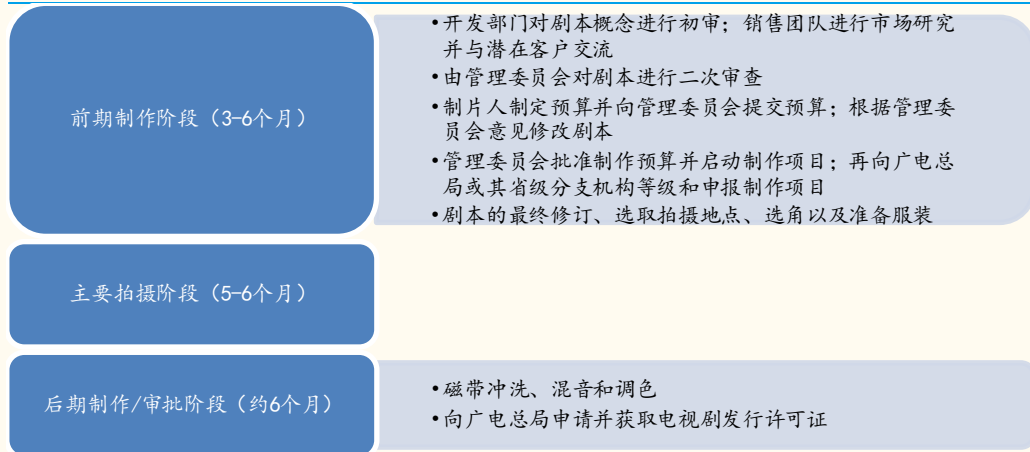 前期制作阶段（3-6个月）
•开发部门对剧本概念进行初审；销售团队进行市场研究
并与潜在客户交流
•由管理委员会对剧本进行二次审查
•制片人制定预算并向管理委员会提交预算；根据管理委
员会意见修改剧本
•管理委员会批准制作预算并启动制作项目；再向广电总
局或其省级分支机构等级和申报制作项目
•剧本的最终修订、选取拍摄地点、选角以及准备服装
主要拍摄阶段（5-6个月）
后期制作/审批阶段（约6个月）
•磁带冲洗、混音和调色
•向广电总局申请并获取电视剧发行许可证